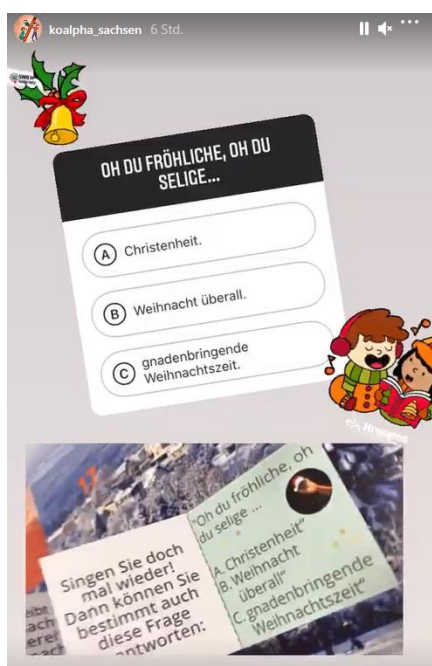 koalpha_sachsen 6 Std.
OH DU FRÖHLICHE, OH DU
SELIGE...
A Christenheit.
B Weihnacht überall.
C gnadenbringende
Weihnachtszeit.
17
Singen Sie doch
mal wieder!
Dann können Sie
bestimmt auch
diese Frage
"Oh du fröhliche, oh
du selige ...
A. Christenheit"
B. Weihnacht
überall"
C. gnadenbringende
Weihnachtszeit"